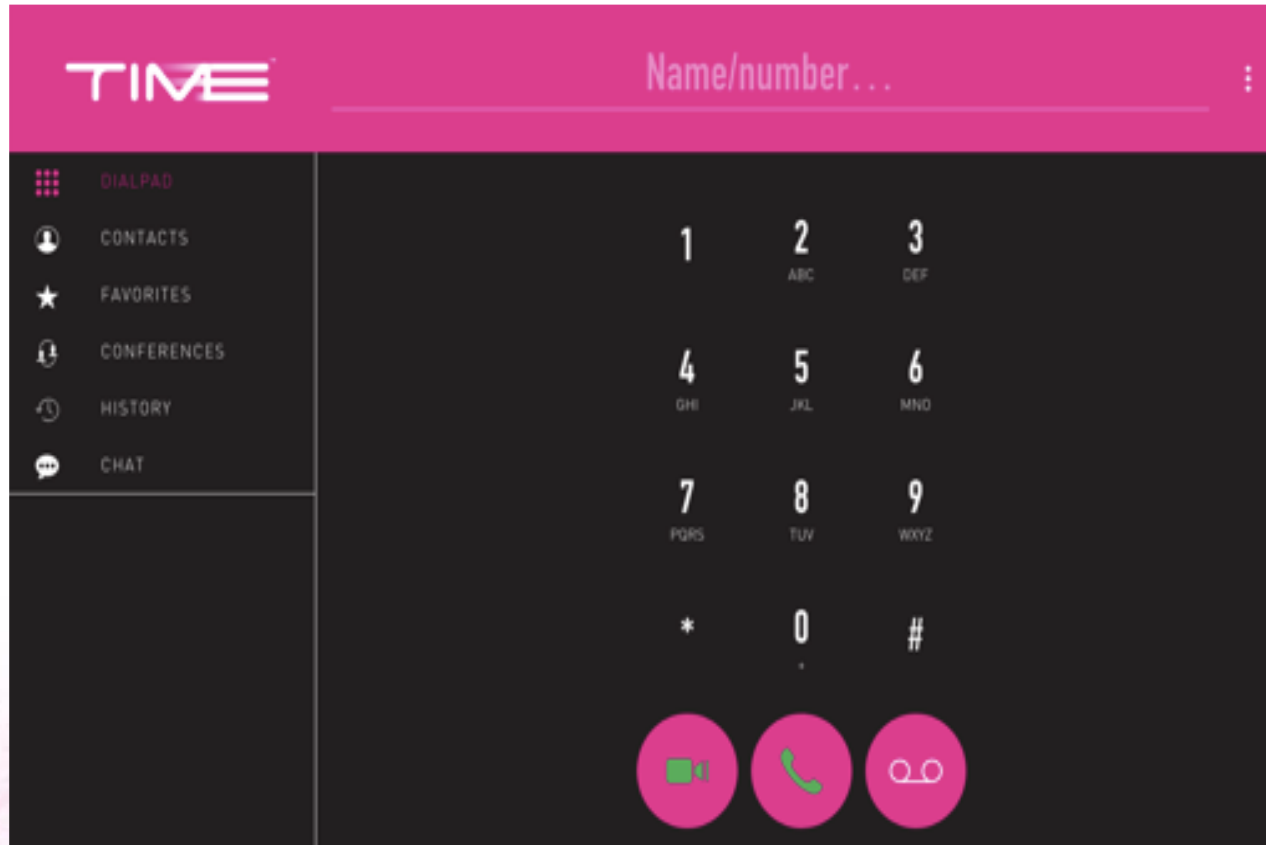 TIME
Name/number...
DIALPAD
CONTACTS
FAVORITES
CONFERENCES
HISTORY
CHAT
1 2 3
ABC DEF
4 5 6
GHI JKL MNO
7 8 9
PQRS TUV WXYZ
* 0 #
+